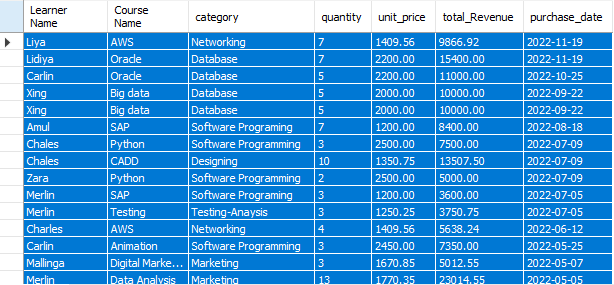 Learner Name Course Name category quantity unit_price total_Revenue purchase_date
Liya AWS Networking 7 1409.56 9866.92 2022-11-19
Lidiya Oracle Database 7 2200.00 15400.00 2022-11-19
Carlin Oracle Database 5 2200.00 11000.00 2022-10-25
Xing Big data Database 5 2000.00 10000.00 2022-09-22
Xing Big data Database 5 2000.00 10000.00 2022-09-22
Amul SAP Software Programing 7 1200.00 8400.00 2022-08-18
Chales Python Software Programming 3 2500.00 7500.00 2022-07-09
Chales CADD Designing 10 1350.75 13507.50 2022-07-09
Zara Python Software Programming 2 2500.00 5000.00 2022-07-09
Merlin SAP Software Programing 3 1200.00 3600.00 2022-07-05
Merlin Testing Testing-Anaysis 3 1250.25 3750.75 2022-07-05
Charles AWS Networking 4 1409.56 5638.24 2022-06-12
Carlin Animation Software Programming 3 2450.00 7350.00 2022-05-25
Mallinga Digital Marke... Marketing 3 1670.85 5012.55 2022-05-07
Merlin Data Analysis Marketing 13 1770.35 23014.55 2022-05-05